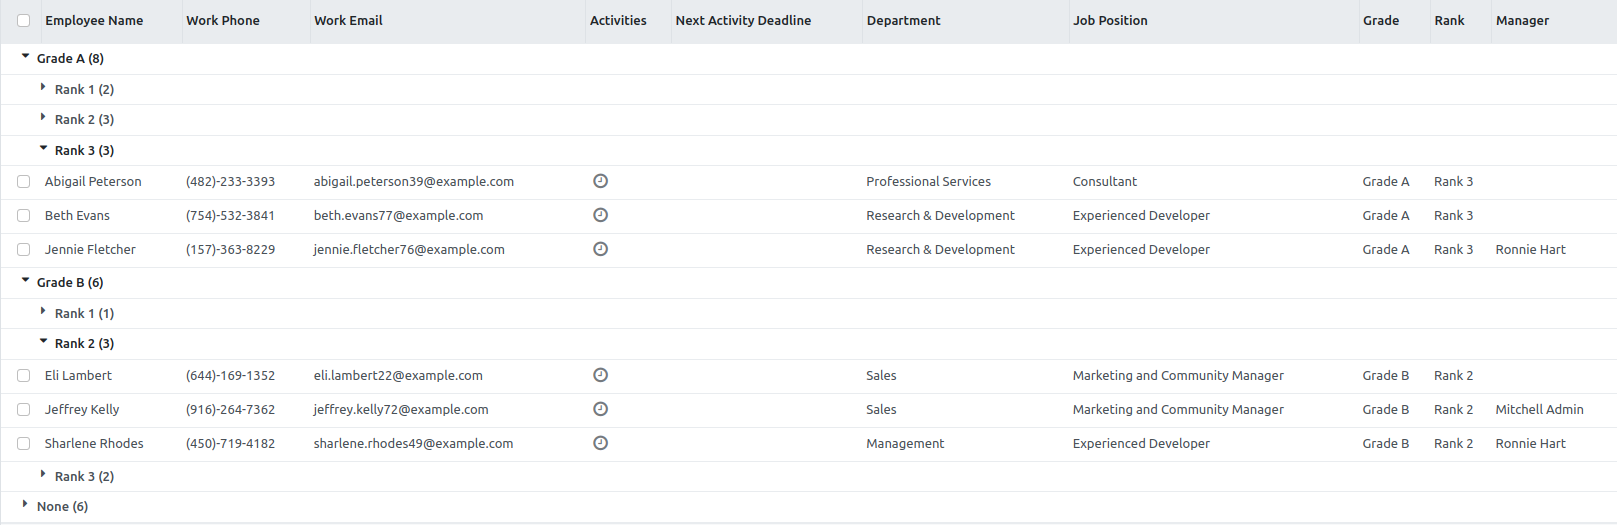 Employee Name Work Phone Work Email Activities Next Activity Deadline Department Job Position Grade Rank Manager
Grade A (8)
Rank 1 (2)
Rank 2 (3)
Rank 3 (3)
Abigail Peterson (482)-233-3393 abigail.peterson39@example.com Professional Services Consultant Grade A Rank 3
Beth Evans (754)-532-3841 beth.evans77@example.com Research & Development Experienced Developer Grade A Rank 3
Jennie Fletcher (157)-363-8229 jennie.fletcher76@example.com Research & Development Experienced Developer Grade A Rank 3 Ronnie Hart
Grade B (6)
Rank 1 (1)
Rank 2 (3)
Eli Lambert (644)-169-1352 eli.lambert22@example.com Sales Marketing and Community Manager Grade B Rank 2
Jeffrey Kelly (916)-264-7362 jeffrey.kelly72@example.com Sales Marketing and Community Manager Grade B Rank 2 Mitchell Admin
Sharlene Rhodes (450)-719-4182 sharlene.rhodes49@example.com Management Experienced Developer Grade B Rank 2 Ronnie Hart
Rank 3 (2)
None (6)